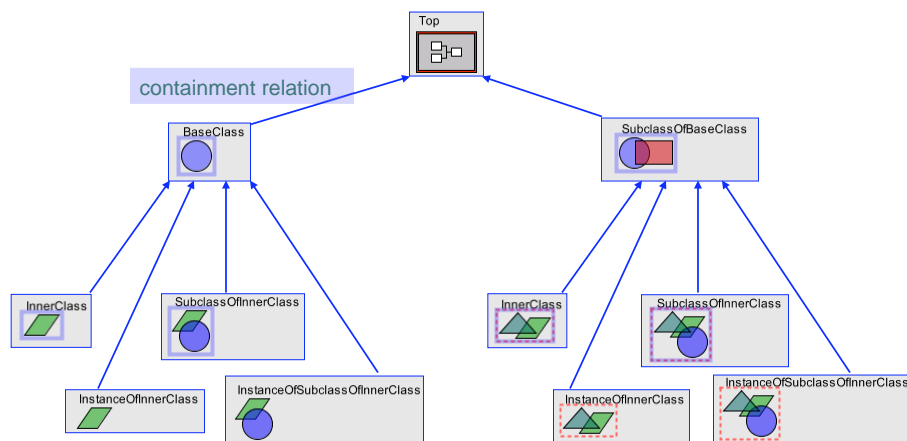 Top
containment relation
BaseClass
SubclassOfBaseClass
InnerClass
SubclassOfInnerClass
InstanceOfInnerClass
InstanceOfSubclassOfInnerClass
InnerClass
SubclassOfInnerClass
InstanceOfInnerClass
InstanceOfSubclassOfInnerClass